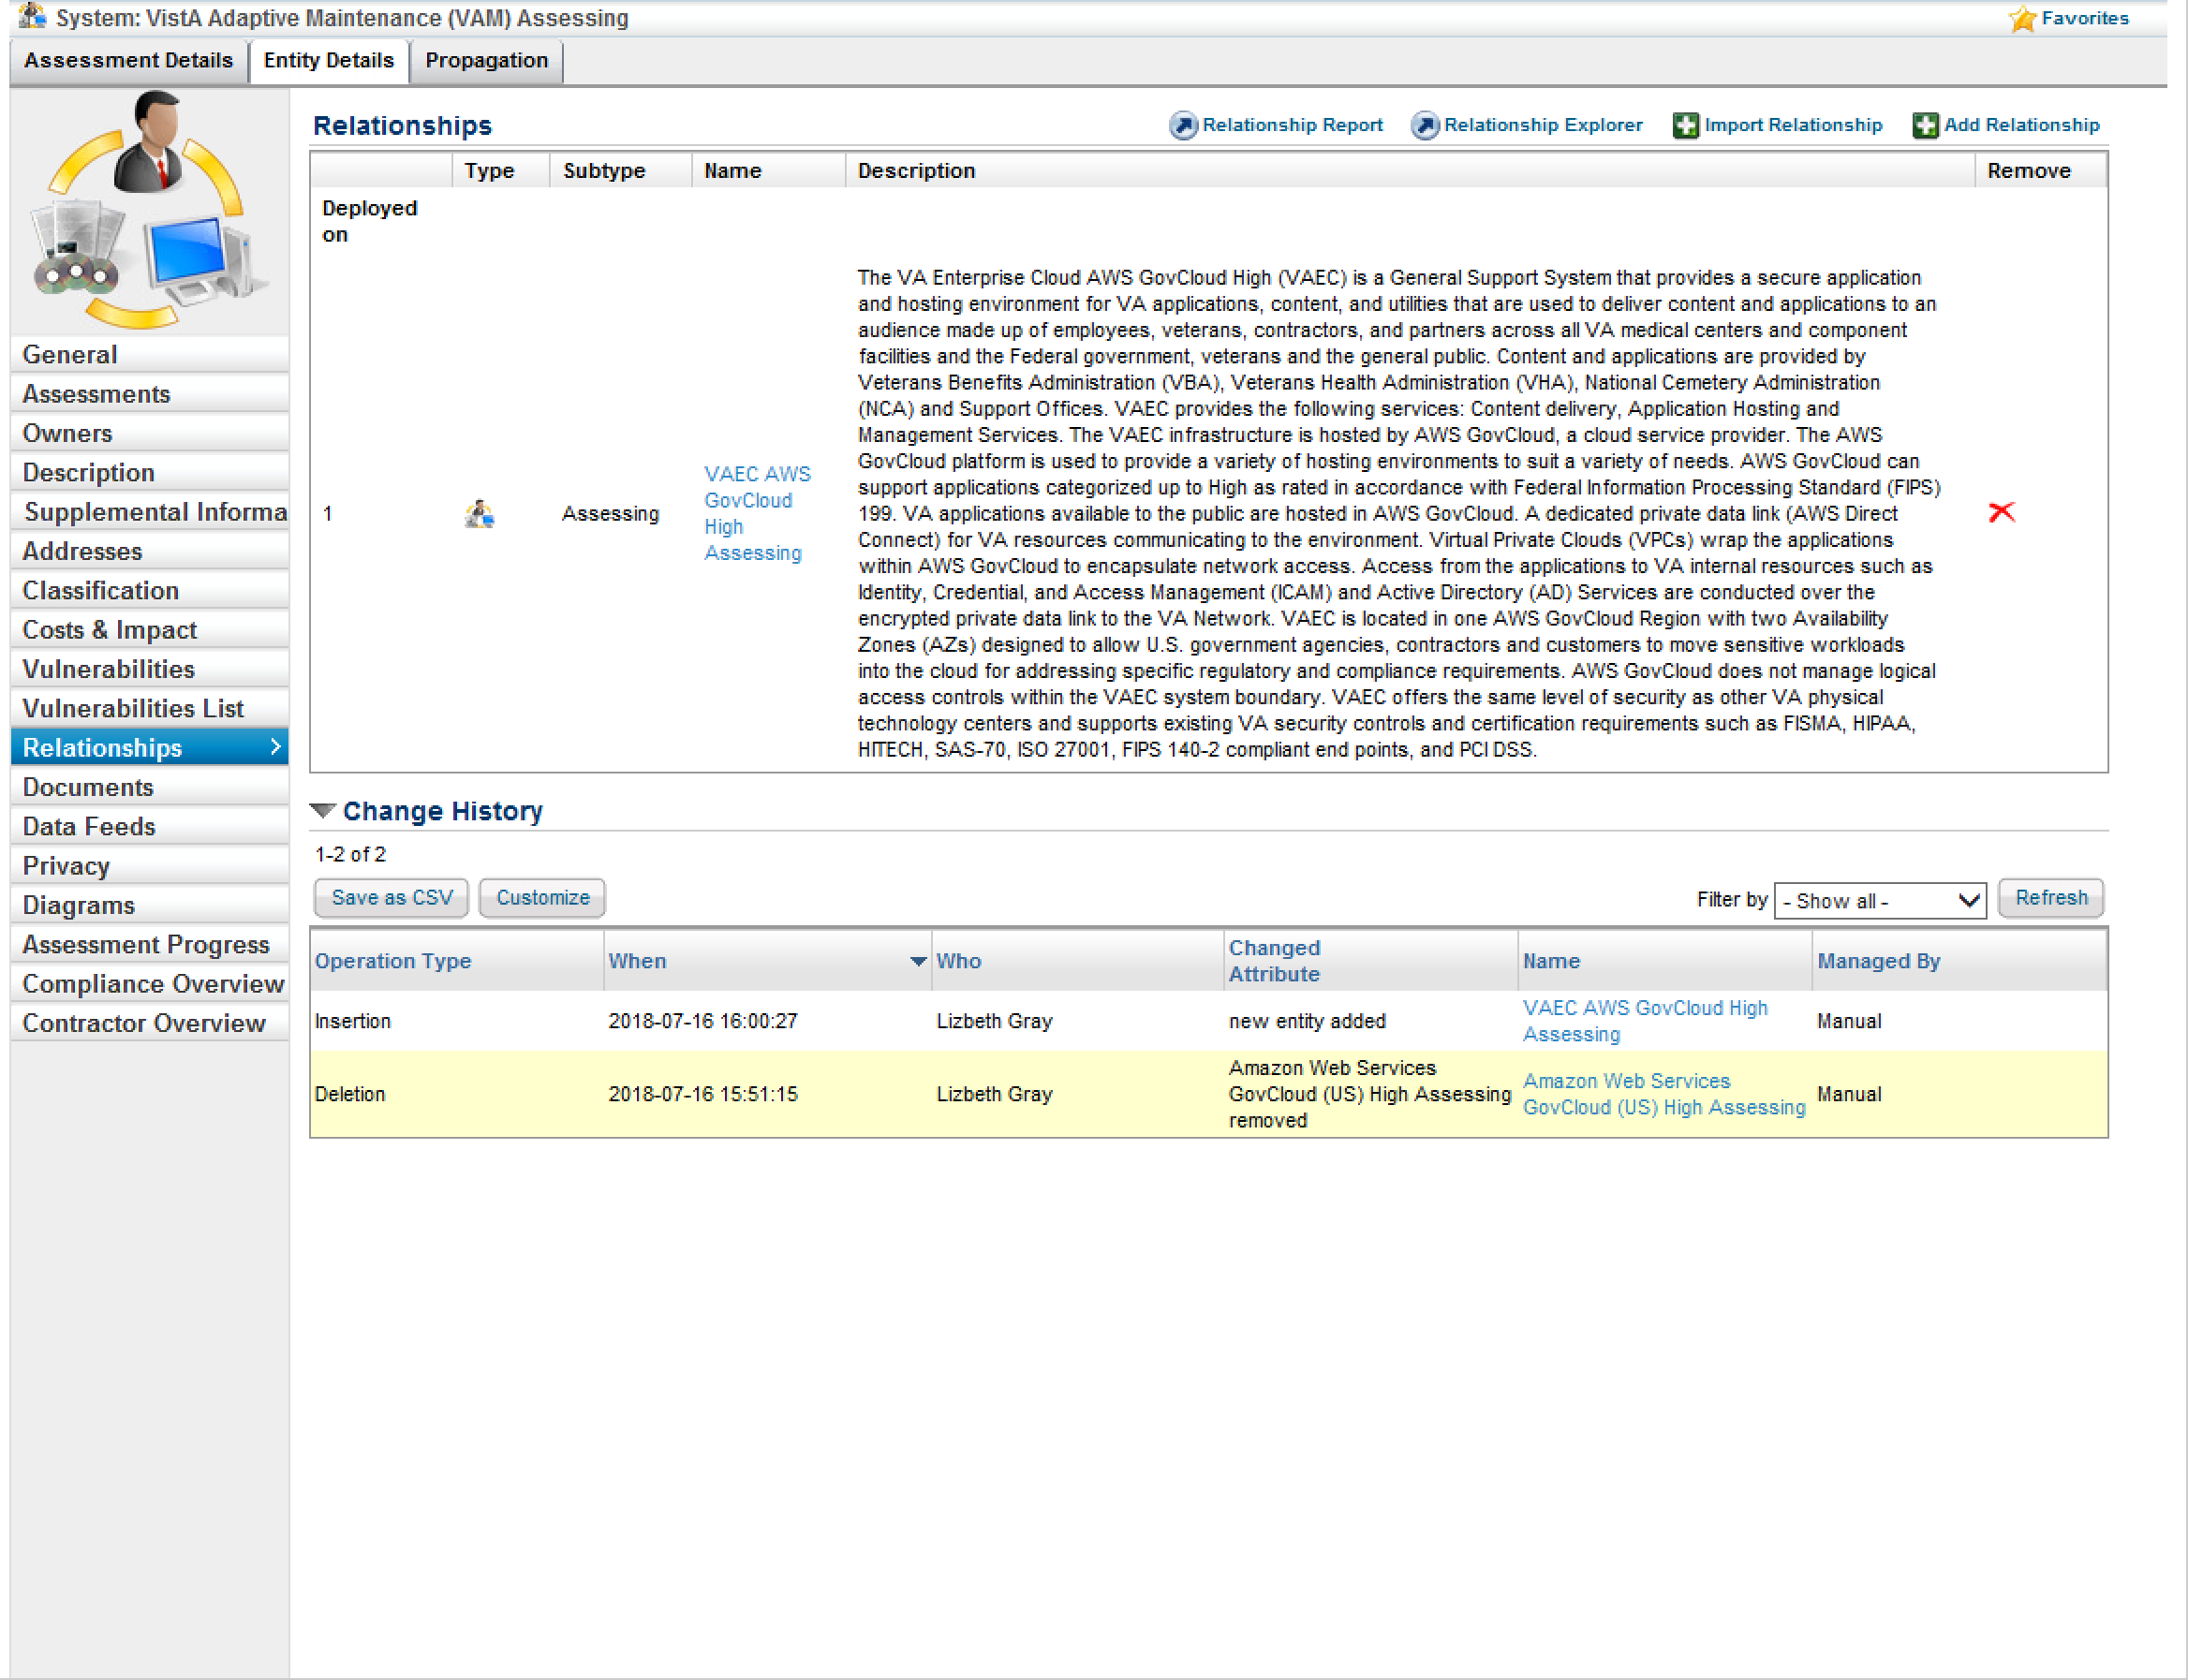 System: VistA Adaptive Maintenance (VAM) Assessing
Favorites
Assessment Details
Entity Details
Propagation
Relationships
Relationship Report
Relationship Explorer
Import Relationship
Add Relationship
Type
Subtype
Name
Description
Remove
Deployed
on
1
Assessing
VAEC AWS
GovCloud
High
Assessing
The VA Enterprise Cloud AWS GovCloud High (VAEC) is a General Support System that provides a secure application
and hosting environment for VA applications, content, and utilities that are used to deliver content and applications to an
audience made up of employees, veterans, contractors, and partners across all VA medical centers and component
facilities and the Federal government, veterans and the general public. Content and applications are provided by
Veterans Benefits Administration (VBA), Veterans Health Administration (VHA), National Cemetery Administration
(NCA) and Support Offices. VAEC provides the following services: Content delivery, Application Hosting and
Management Services. The VAEC infrastructure is hosted by AWS GovCloud, a cloud service provider. The AWS
GovCloud platform is used to provide a variety of hosting environments to suit a variety of needs. AWS GovCloud can
support applications categorized up to High as rated in accordance with Federal Information Processing Standard (FIPS)
199. VA applications available to the public are hosted in AWS GovCloud. A dedicated private data link (AWS Direct
Connect) for VA resources communicating to the environment. Virtual Private Clouds (VPCs) wrap the applications
within AWS GovCloud to encapsulate network access. Access from the applications to VA internal resources such as
Identity, Credential, and Access Management (ICAM) and Active Directory (AD) Services are conducted over the
encrypted private data link to the VA Network. VAEC is located in one AWS GovCloud Region with two Availability
Zones (AZs) designed to allow U.S. government agencies, contractors and customers to move sensitive workloads
into the cloud for addressing specific regulatory and compliance requirements. AWS GovCloud does not manage logical
access controls within the VAEC system boundary. VAEC offers the same level of security as other VA physical
technology centers and supports existing VA security controls and certification requirements such as FISMA, HIPAA,
HITECH, SAS-70, ISO 27001, FIPS 140-2 compliant end points, and PCI DSS.
General
Assessments
Owners
Description
Supplemental Informa
Addresses
Classification
Costs & Impact
Vulnerabilities
Vulnerabilities List
Relationships
Documents
Data Feeds
Privacy
Diagrams
Assessment Progress
Compliance Overview
Contractor Overview
Change History
1-2 of 2
Save as CSV
Customize
Filter by
- Show all -
Refresh
Operation Type
When
Who
Changed
Attribute
Name
Managed By
Insertion
2018-07-16 16:00:27
Lizbeth Gray
new entity added
VAEC AWS GovCloud High
Assessing
Manual
Deletion
2018-07-16 15:51:15
Lizbeth Gray
Amazon Web Services
GovCloud (US) High Assessing
removed
Amazon Web Services
GovCloud (US) High Assessing
Manual